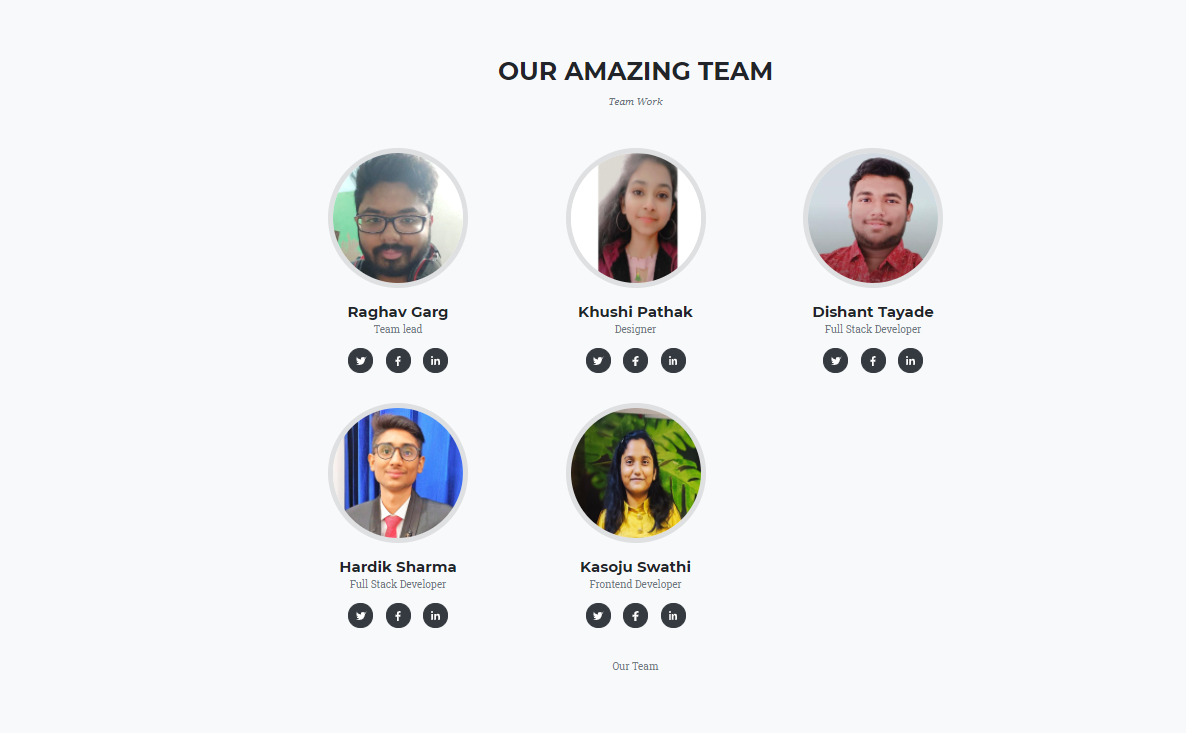 OUR AMAZING TEAM
Team Work
Raghav Garg
Team lead
Khushi Pathak
Designer
Dishant Tayade
Full Stack Developer
Hardik Sharma
Full Stack Developer
Kasoju Swathi
Frontend Developer
Our Team